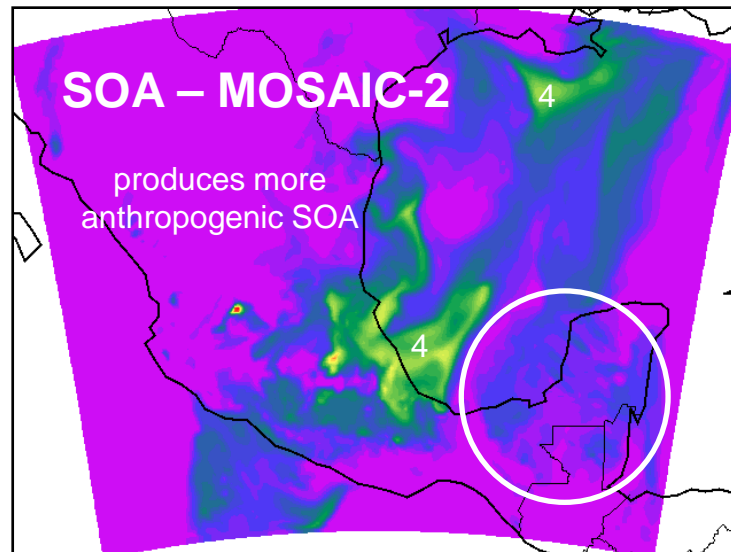 SOA – MOSAIC-2
4
produces more
anthropogenic SOA
4